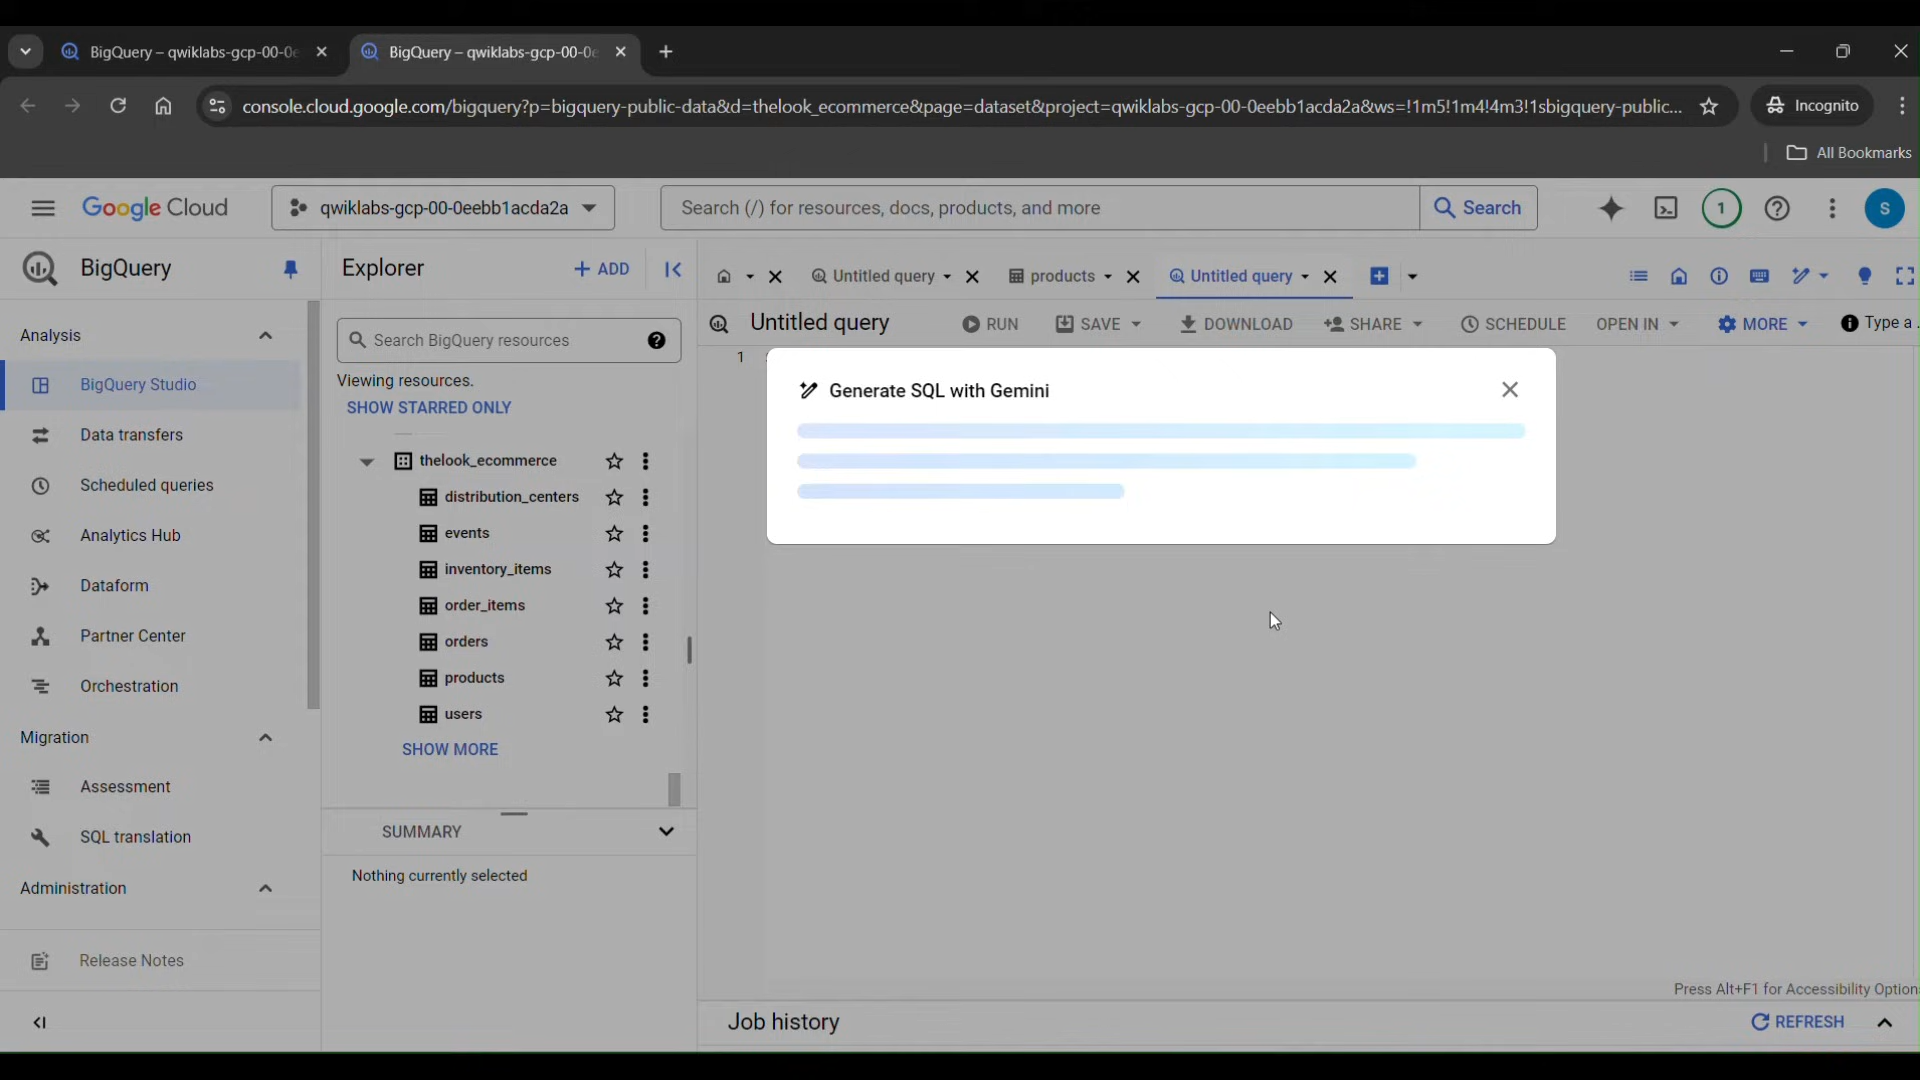 BigQuery – qwiklabs-gcp-00-0e
BigQuery – qwiklabs-gcp-00-0e
console.cloud.google.com/bigquery?p=bigquery-public-data&d=thelook_ecommerce&page=dataset&project=qwiklabs-gcp-00-0eebb1acda2a&ws=!1m5!1m4!4m3!1sbigquery-public...
Incognito
All Bookmarks
Google Cloud
qwiklabs-gcp-00-0eebb1acda2a
Search (/) for resources, docs, products, and more
Search
1
S
BigQuery
Explorer
+ ADD
Untitled query
products
Untitled query
Analysis
Search BigQuery resources
Untitled query
RUN
SAVE
DOWNLOAD
SHARE
SCHEDULE
OPEN IN
MORE
Type a
1
Viewing resources.
SHOW STARRED ONLY
Generate SQL with Gemini
BigQuery Studio
Data transfers
Scheduled queries
Analytics Hub
Dataform
Partner Center
Orchestration
Migration
Assessment
SQL translation
Administration
Release Notes
thelook_ecommerce
distribution_centers
events
inventory_items
order_items
orders
products
users
SHOW MORE
SUMMARY
Nothing currently selected
Press Alt+F1 for Accessibility Option
Job history
REFRESH